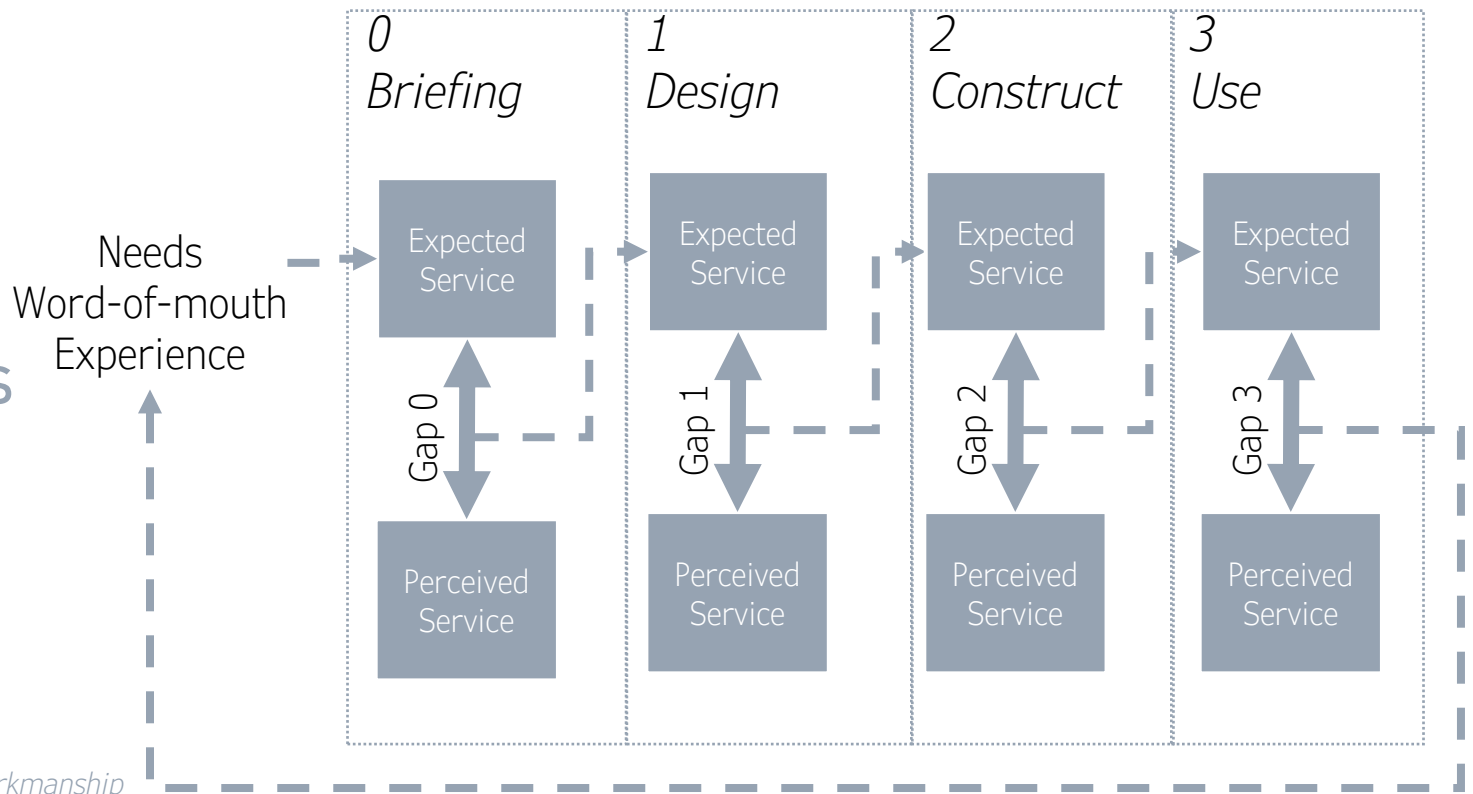 0
Briefing
1
Design
2
Construct
3
Use
Needs
Word-of-mouth
Experience
Expected
Service
Expected
Service
Expected
Service
Expected
Service
Gap 0
Gap 1
Gap 2
Gap 3
Perceived
Service
Perceived
Service
Perceived
Service
Perceived
Service
s
rkmanship